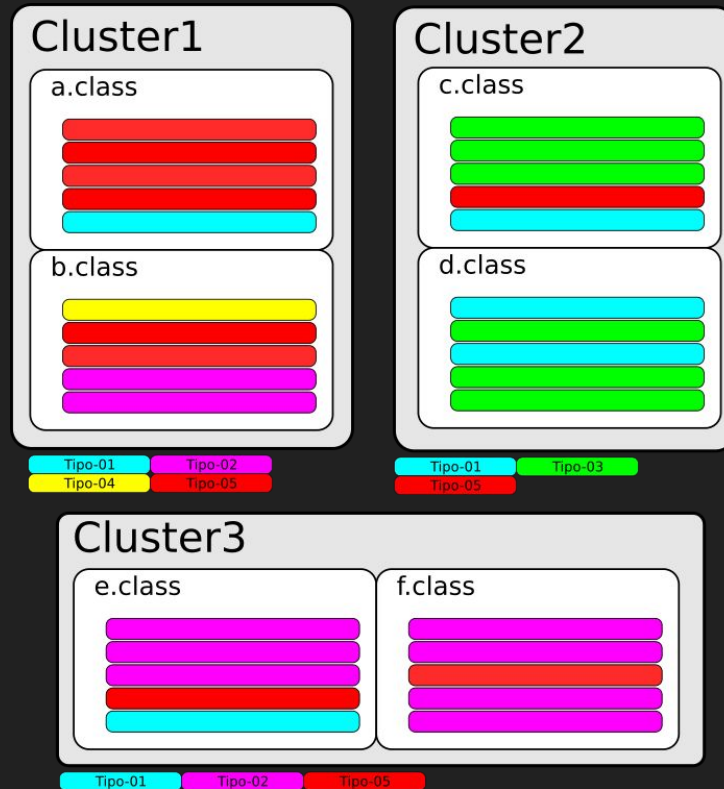 Cluster1
a.class
b.class
Tipo-01 Tipo-02
Tipo-04 Tipo-05
Cluster2
c.class
d.class
Tipo-01 Tipo-03
Tipo-05
Cluster3
e.class f.class
Tipo-01 Tipo-02 Tipo-05